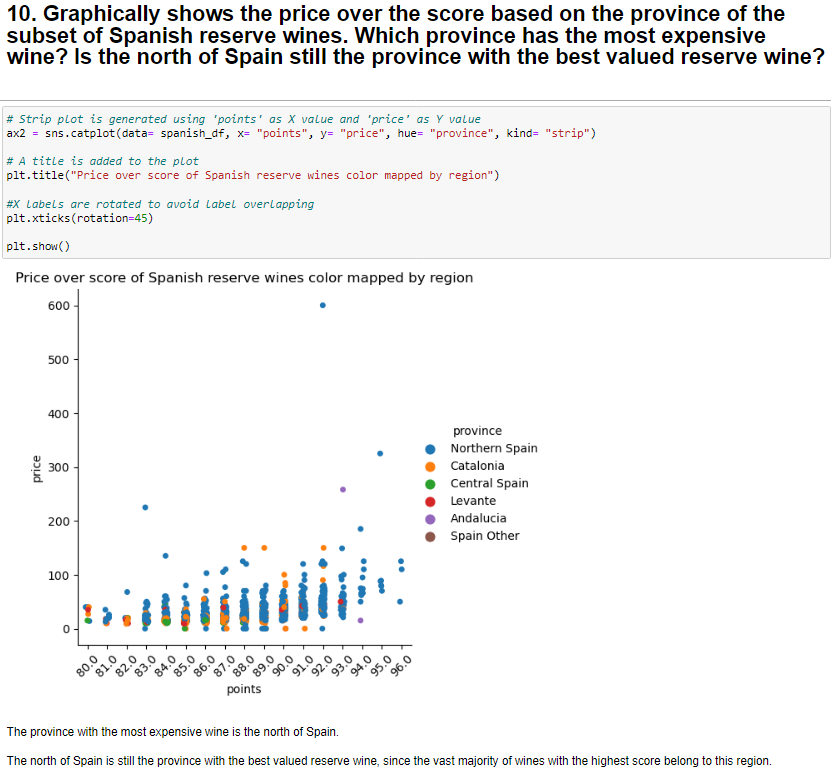 10. Graphically shows the price over the score based on the province of the
subset of Spanish reserve wines. Which province has the most expensive
wine? Is the north of Spain still the province with the best valued reserve wine?
# Strip plot is generated using 'points' as X value and 'price' as Y value
ax2 = sns.catplot(data= spanish_df, x= "points", y= "price", hue= "province", kind= "strip")
# A title is added to the plot
plt.title("Price over score of Spanish reserve wines color mapped by region")
#X labels are rotated to avoid label overlapping
plt.xticks(rotation=45)
plt.show()
Price over score of Spanish reserve wines color mapped by region
600
500
400
300
200
100
0
price
80.0 81.0 82.0 83.0 84.0 85.0 86.0 87.0 88.0 89.0 90.0 91.0 92.0 93.0 94.0 95.0 96.0
points
province
Northern Spain
Catalonia
Central Spain
Levante
Andalucia
Spain Other
The province with the most expensive wine is the north of Spain.
The north of Spain is still the province with the best valued reserve wine, since the vast majority of wines with the highest score belong to this region.